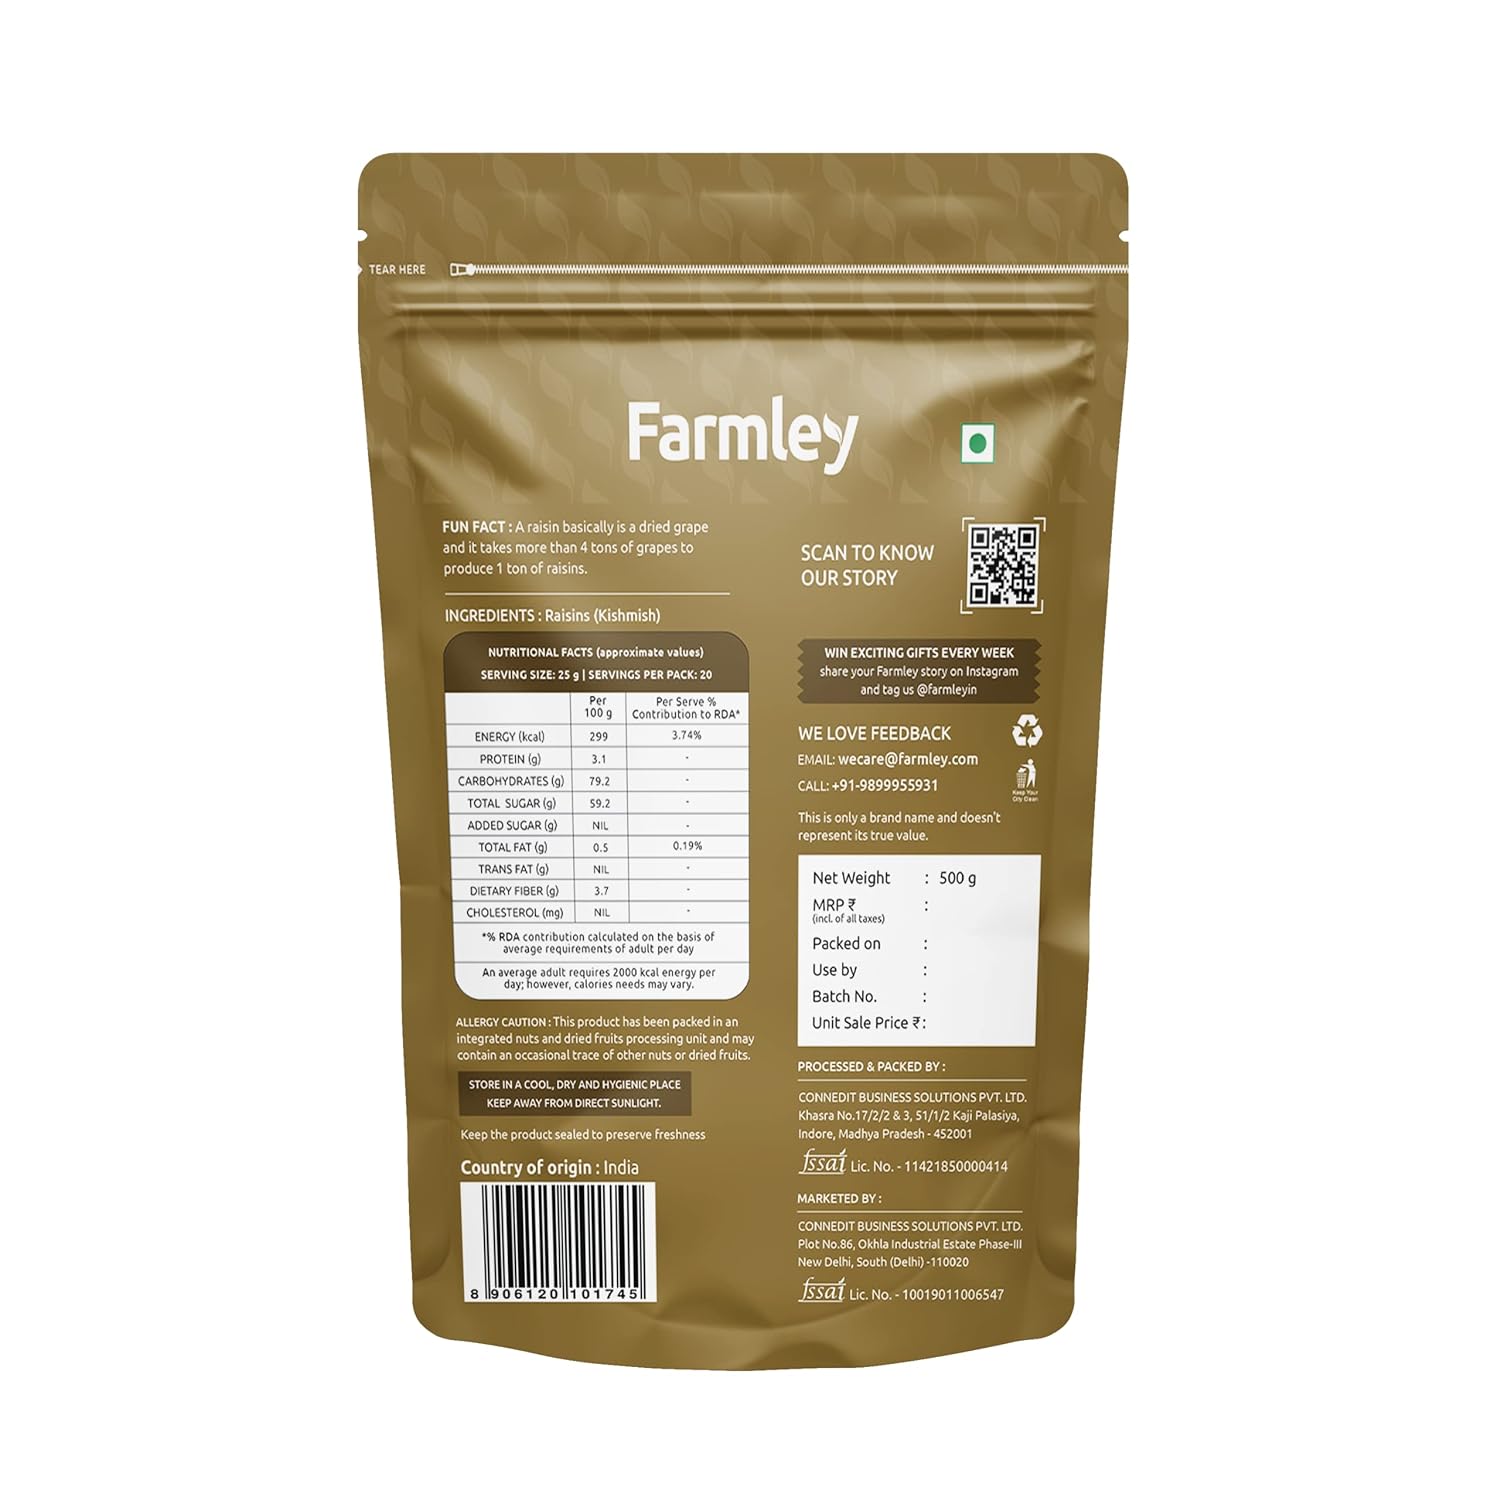 TEAR HERE
Farmley
FUN FACT : A raisin basically is a dried grape
and it takes more than 4 tons of grapes to
produce 1 ton of raisins.
INGREDIENTS : Raisins (Kishmish)
NUTRITIONAL FACTS (approximate values)
SERVING SIZE: 25 g | SERVINGS PER PACK: 20
Per 100 g Per Serve % Contribution to RDA*
ENERGY (kcal) 299 3.74%
PROTEIN (g) 3.1 -
CARBOHYDRATES (g) 79.2 -
TOTAL SUGAR (g) 59.2 -
ADDED SUGAR (g) NIL -
TOTAL FAT (g) 0.5 0.19%
TRANS FAT (g) NIL -
DIETARY FIBER (g) 3.7 -
CHOLESTEROL (mg) NIL -
*% RDA contribution calculated on the basis of
average requirements of adult per day
An average adult requires 2000 kcal energy per
day; however, calories needs may vary.
ALLERGY CAUTION : This product has been packed in an
integrated nuts and dried fruits processing unit and may
contain an occasional trace of other nuts or dried fruits.
STORE IN A COOL, DRY AND HYGIENIC PLACE
KEEP AWAY FROM DIRECT SUNLIGHT.
Keep the product sealed to preserve freshness
Country of origin : India
8 906120 101745
SCAN TO KNOW
OUR STORY
WIN EXCITING GIFTS EVERY WEEK
share your Farmley story on Instagram
and tag us @farmleyin
WE LOVE FEEDBACK
EMAIL: wecare@farmley.com
CALL: +91-9899955931
Keep Your
City Clean
This is only a brand name and doesn't
represent its true value.
Net Weight : 500 g
MRP ₹ :
(incl. of all taxes)
Packed on :
Use by :
Batch No. :
Unit Sale Price ₹:
PROCESSED & PACKED BY :
CONNEDIT BUSINESS SOLUTIONS PVT. LTD.
Khasra No.17/2/2 & 3, 51/1/2 Kaji Palasiya,
Indore, Madhya Pradesh - 452001
fssai Lic. No. - 11421850000414
MARKETED BY :
CONNEDIT BUSINESS SOLUTIONS PVT. LTD.
Plot No.86, Okhla Industrial Estate Phase-III
New Delhi, South (Delhi) -110020
fssai Lic. No. - 10019011006547